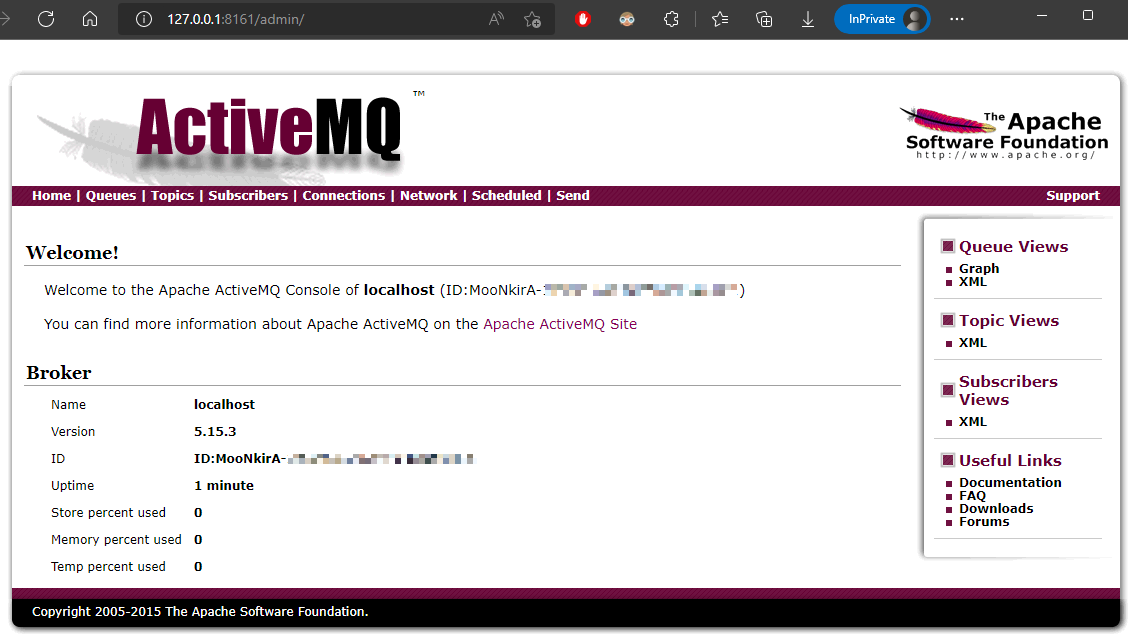 127.0.0.1:8161/admin/
InPrivate
ActiveMQ™
The Apache
Software Foundation
http://www.apache.org/
Home | Queues | Topics | Subscribers | Connections | Network | Scheduled | Send
Support
Welcome!
Welcome to the Apache ActiveMQ Console of localhost (ID:MooNkirA- )
You can find more information about Apache ActiveMQ on the Apache ActiveMQ Site
Broker
Name localhost
Version 5.15.3
ID ID:MooNkirA-
Uptime 1 minute
Store percent used 0
Memory percent used 0
Temp percent used 0
Queue Views
Graph
XML
Topic Views
XML
Subscribers
Views
XML
Useful Links
Documentation
FAQ
Downloads
Forums
Copyright 2005-2015 The Apache Software Foundation.